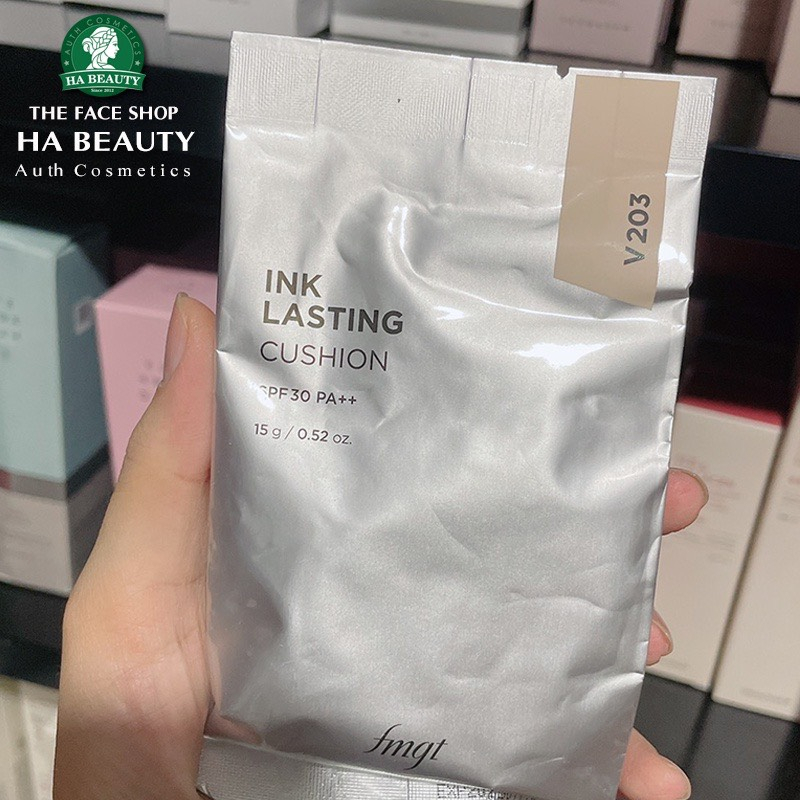 AUTH COSMETICS
HA BEAUTY
Since 2012
THE FACE SHOP
HA BEAUTY
Auth Cosmetics
V203
INK
LASTING
CUSHION
SPF30 PA++
15 g / 0.52 oz.
fmgt